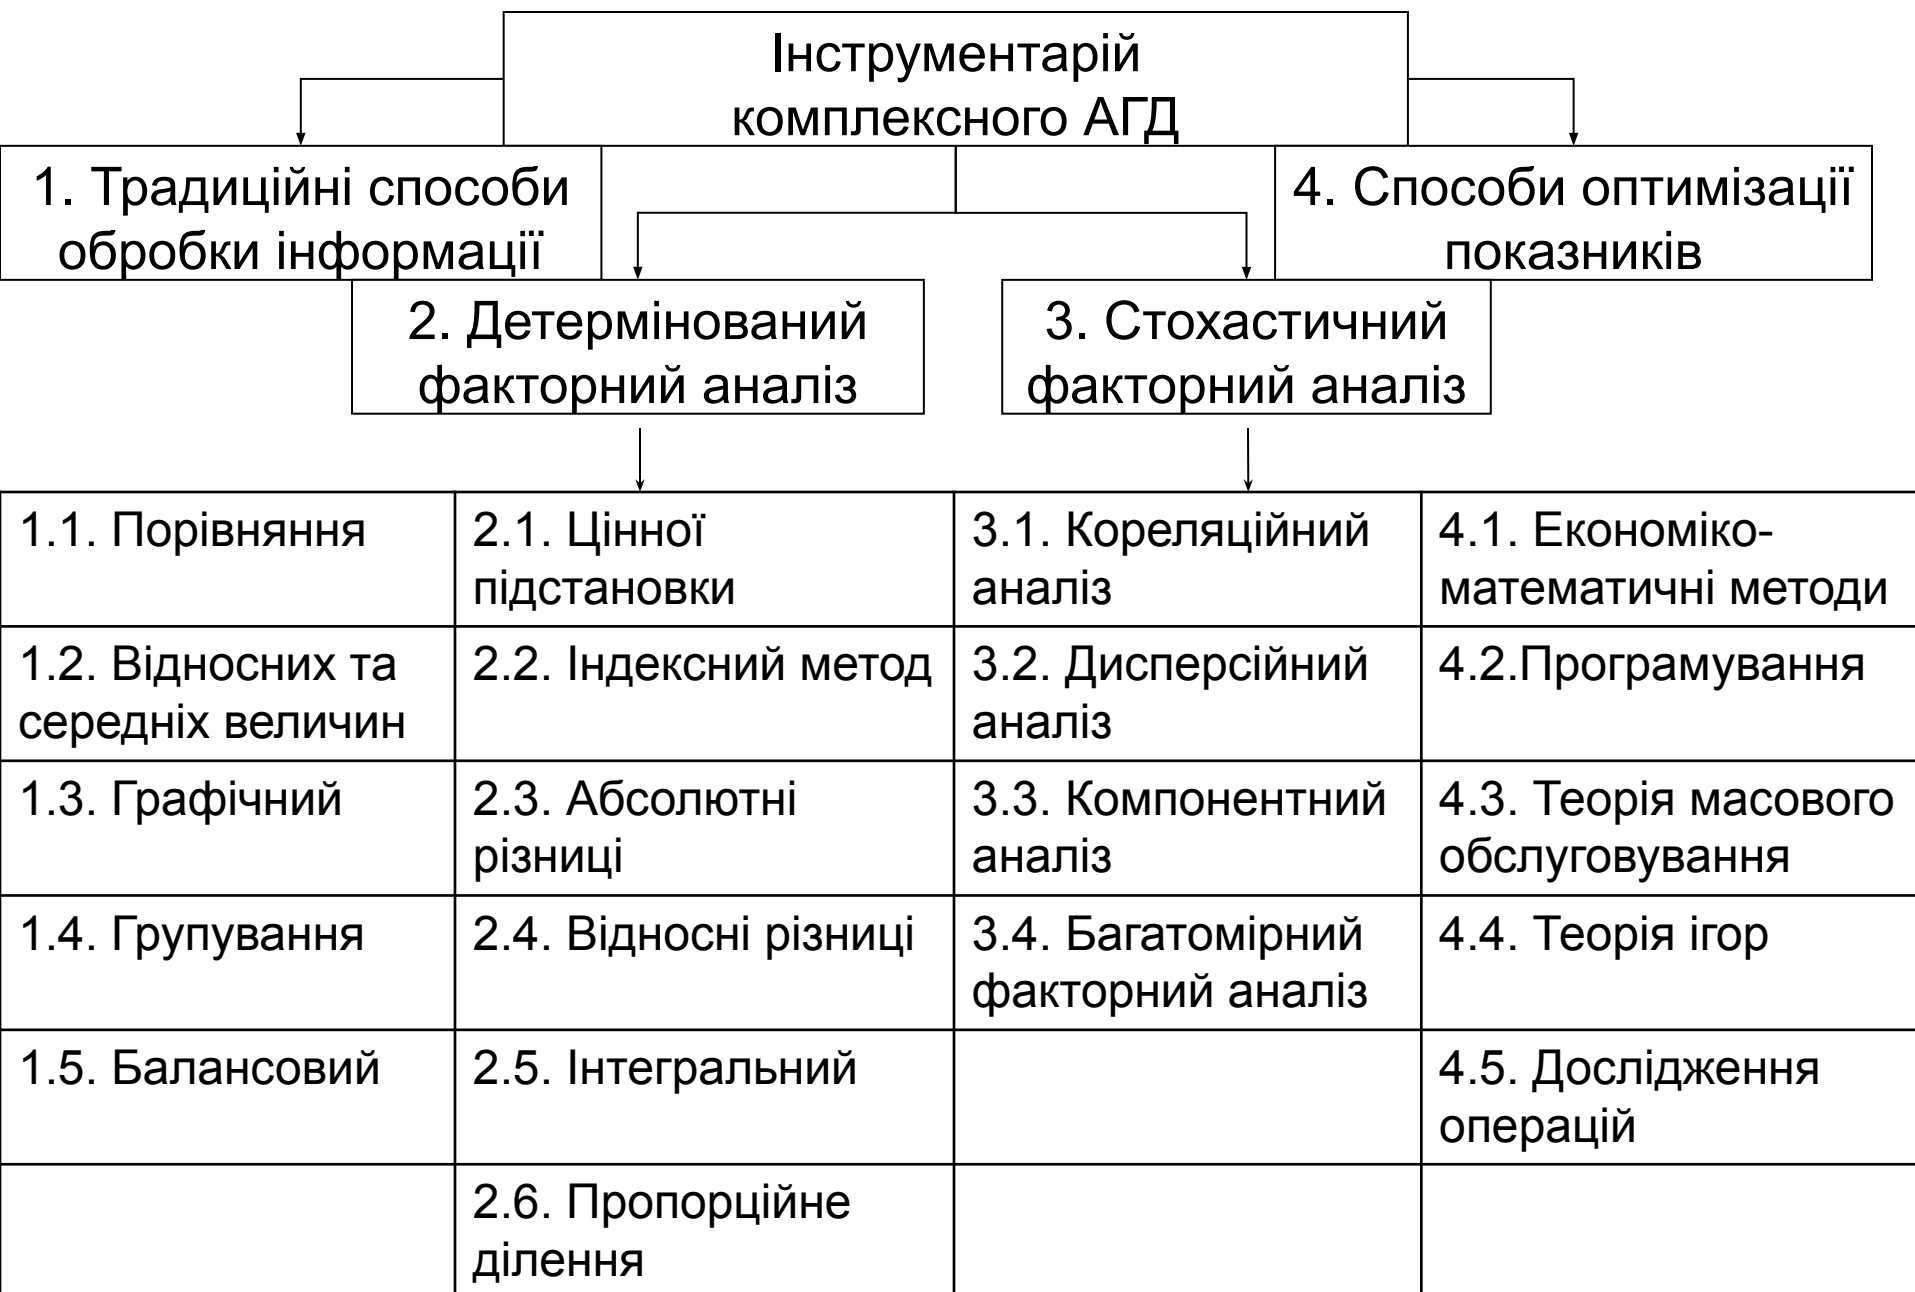 Інструментарій
комплексного АГД
1. Традиційні способи
обробки інформації
4. Способи оптимізації
показників
2. Детермінований
факторний аналіз
3. Стохастичний
факторний аналіз
1.1. Порівняння
2.1. Цінної
підстановки
3.1. Кореляційний
аналіз
4.1. Економіко-
математичні методи
1.2. Відносних та
середніх величин
2.2. Індексний метод
3.2. Дисперсійний
аналіз
4.2.Програмування
1.3. Графічний
2.3. Абсолютні
різниці
3.3. Компонентний
аналіз
4.3. Теорія масового
обслуговування
1.4. Групування
2.4. Відносні різниці
3.4. Багатомірний
факторний аналіз
4.4. Теорія ігор
1.5. Балансовий
2.5. Інтегральний
4.5. Дослідження
операцій
2.6. Пропорційне
ділення